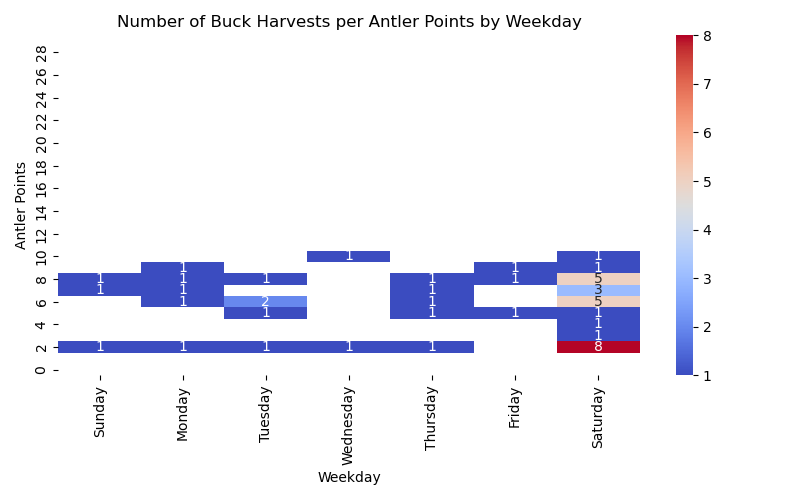 Number of Buck Harvests per Antler Points by Weekday
Antler Points
28
26
24
22
20
18
16
14
12
10
8
6
4
2
0
1 1
1 1 1
1 1 1 1 1 5
1 1 1 3
1 2 1 5
1 1 1 1
1
1
1 1 1 1 1 8
Sunday
Monday
Tuesday
Wednesday
Thursday
Friday
Saturday
Weekday
8
7
6
5
4
3
2
1